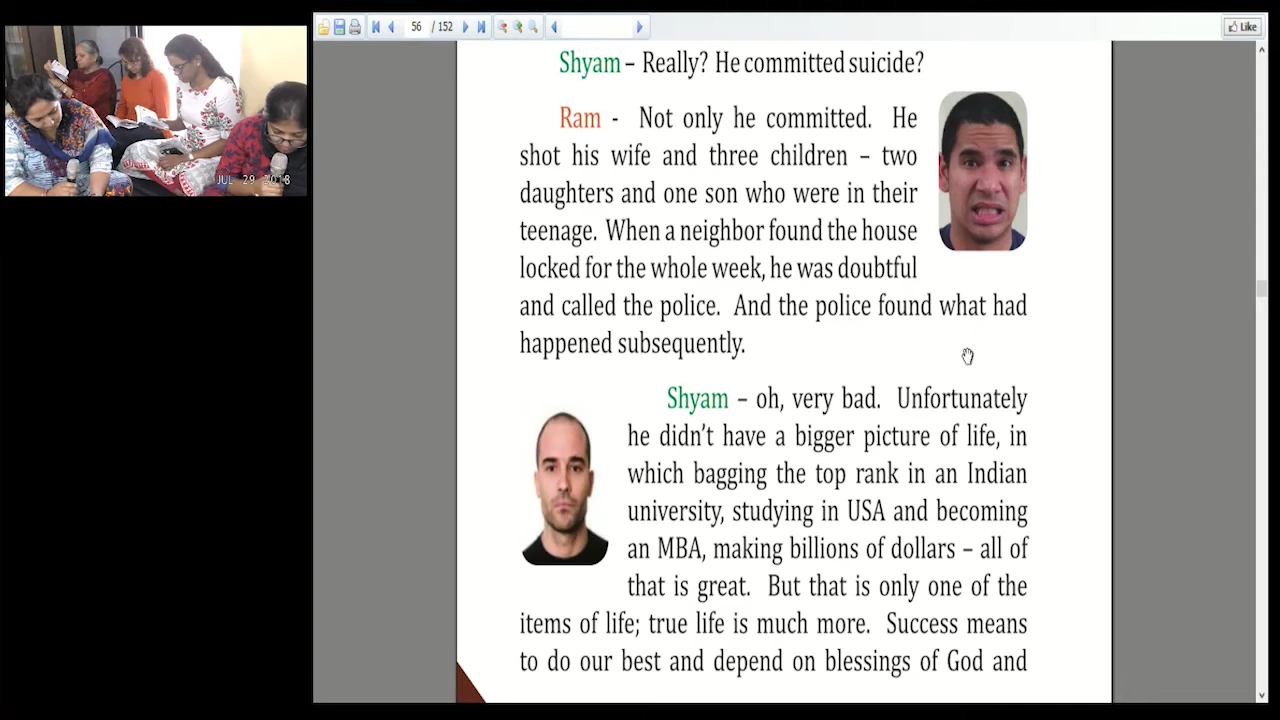 56 / 152
Like
Shyam – Really? He committed suicide?
Ram - Not only he committed. He
shot his wife and three children – two
daughters and one son who were in their
teenage. When a neighbor found the house
locked for the whole week, he was doubtful
and called the police. And the police found what had
happened subsequently.
Shyam – oh, very bad. Unfortunately
he didn't have a bigger picture of life, in
which bagging the top rank in an Indian
university, studying in USA and becoming
an MBA, making billions of dollars – all of
that is great. But that is only one of the
items of life; true life is much more. Success means
to do our best and depend on blessings of God and
JUL 29 2018